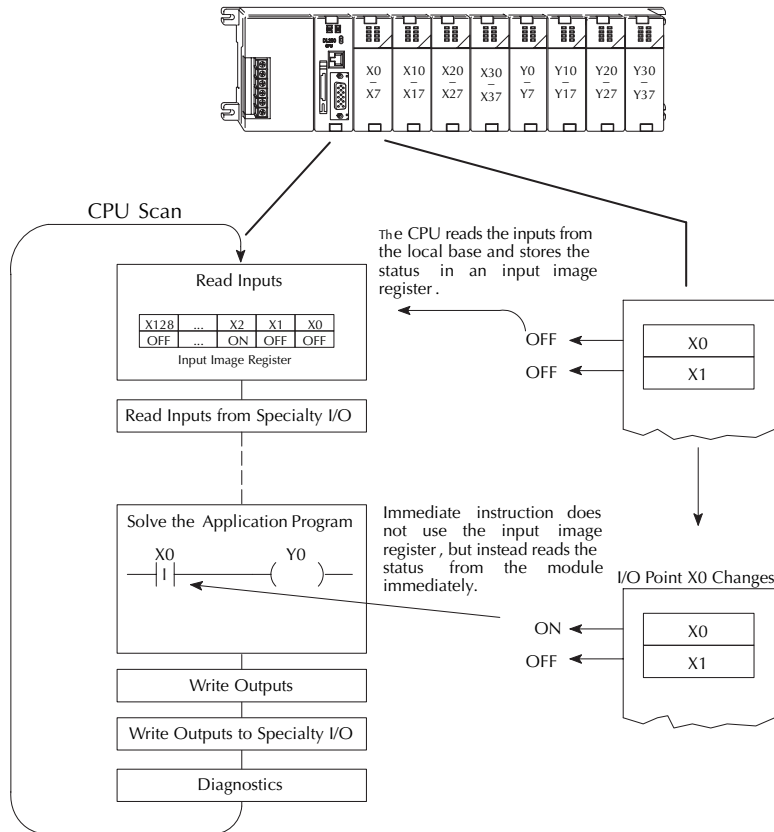 DL260
CPU
X0
–
X7
X10
–
X17
X20
–
X27
X30
–
X37
Y0
–
Y7
Y10
–
Y17
Y20
–
Y27
Y30
–
Y37
CPU Scan
The CPU reads the inputs from
the local base and stores the
status in an input image
register.
Read Inputs
X128 ... X2 X1 X0
OFF ... ON OFF OFF
Input Image Register
OFF
X0
OFF
X1
Read Inputs from Specialty I/O
Solve the Application Program
X0
Y0
I
Immediate instruction does
not use the input image
register, but instead reads the
status from the module
immediately.
I/O Point X0 Changes
ON
X0
OFF
X1
Write Outputs
Write Outputs to Specialty I/O
Diagnostics